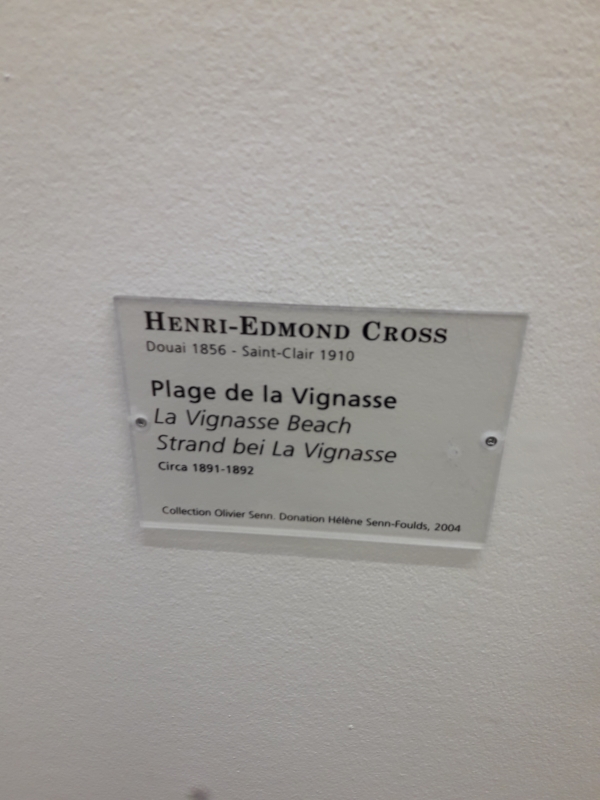 HENRI-EDMOND CROSS
Douai 1856 - Saint-Clair 1910
Plage de la Vignasse
La Vignasse Beach
Strand bei La Vignasse
Circa 1891-1892
Collection Olivier Senn. Donation Hélène Senn-Foulds, 2004